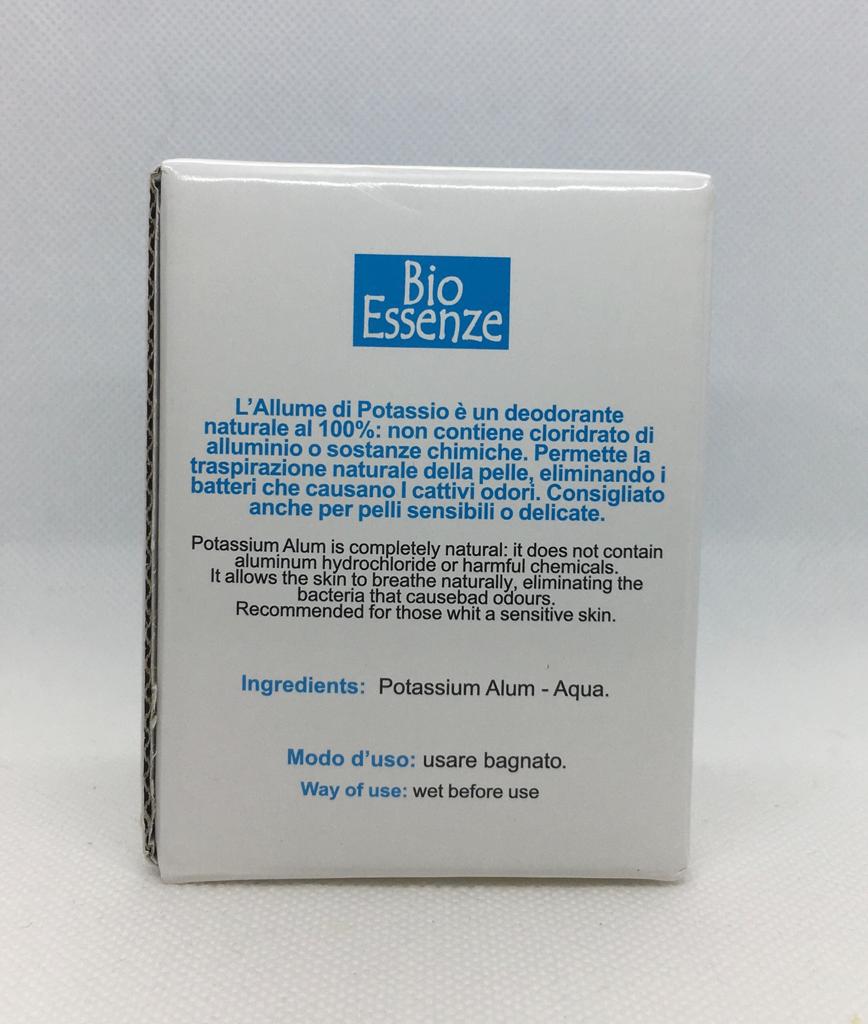 Bio
Essenze
L'Allume di Potassio è un deodorante
naturale al 100%: non contiene cloridrato di
alluminio o sostanze chimiche. Permette la
traspirazione naturale della pelle, eliminando i
batteri che causano I cattivi odori. Consigliato
anche per pelli sensibili o delicate.
Potassium Alum is completely natural: it does not contain
aluminum hydrochloride or harmful chemicals.
It allows the skin to breathe naturally, eliminating the
bacteria that causebad odours.
Recommended for those whit a sensitive skin.
Ingredients: Potassium Alum - Aqua.
Modo d'uso: usare bagnato.
Way of use: wet before use